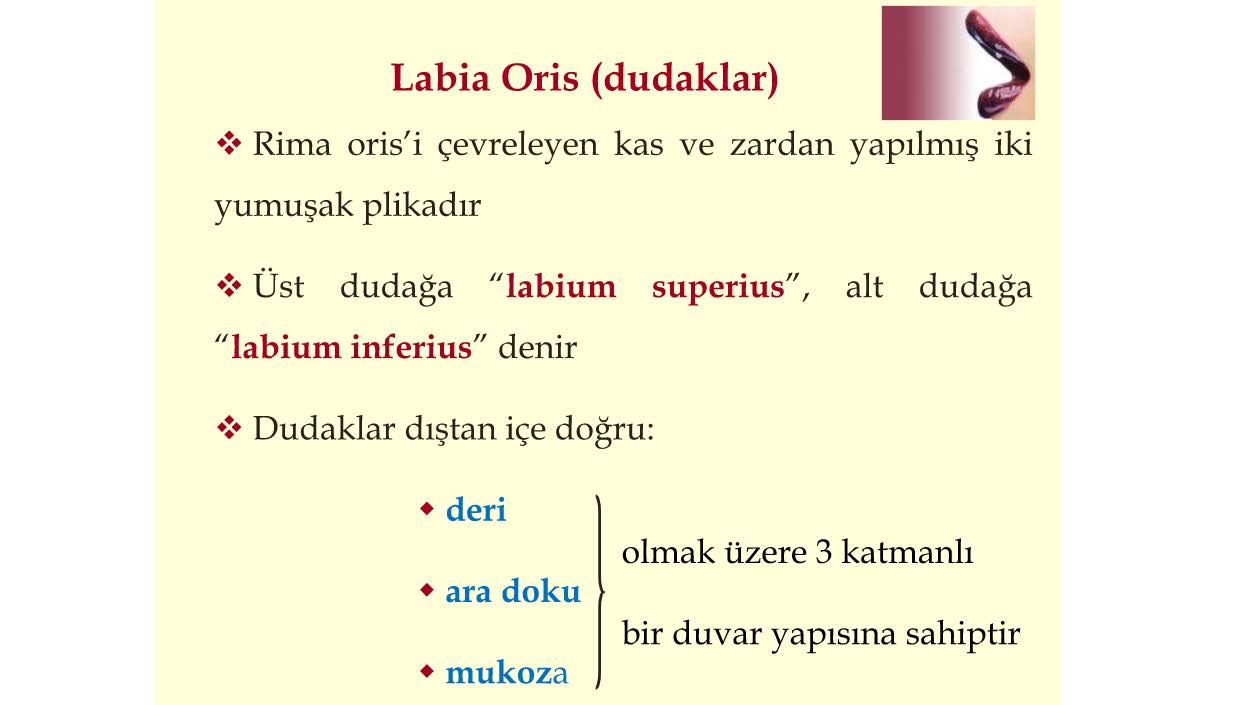 Labia Oris (dudaklar)
❖ Rima oris’i çevreleyen kas ve zardan yapılmış iki
yumuşak plikadır
❖ Üst dudağa “labium superius”, alt dudağa
“labium inferius” denir
❖ Dudaklar dıştan içe doğru:
◆ deri
olmak üzere 3 katmanlı
◆ ara doku
bir duvar yapısına sahiptir
◆ mukoza